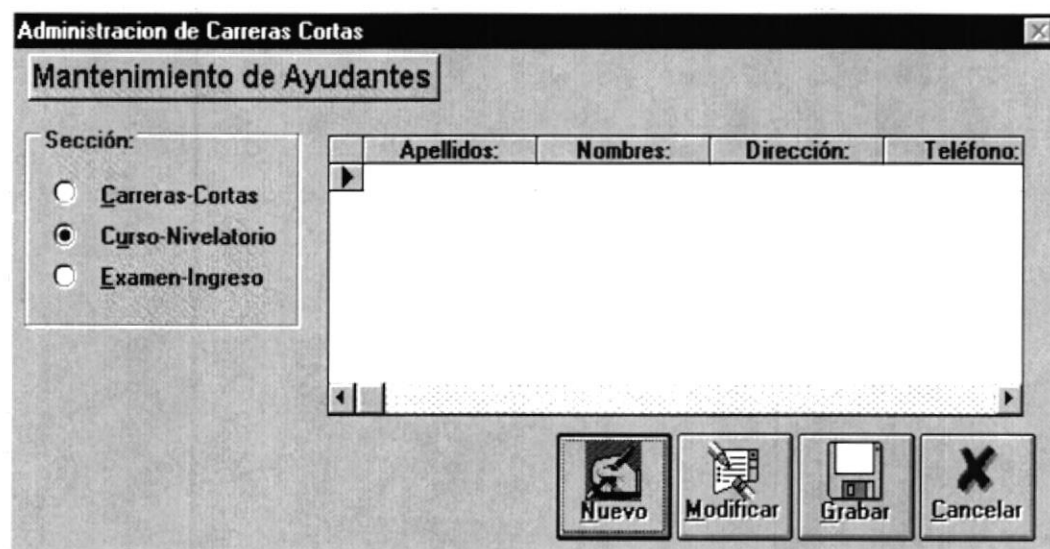 Administracion de Carreras Cortas
Mantenimiento de Ayudantes
Sección:
Carreras-Cortas
Curso-Nivelatorio
Examen-Ingreso
Apellidos: Nombres: Dirección: Teléfono:
Nuevo Modificar Grabar Cancelar